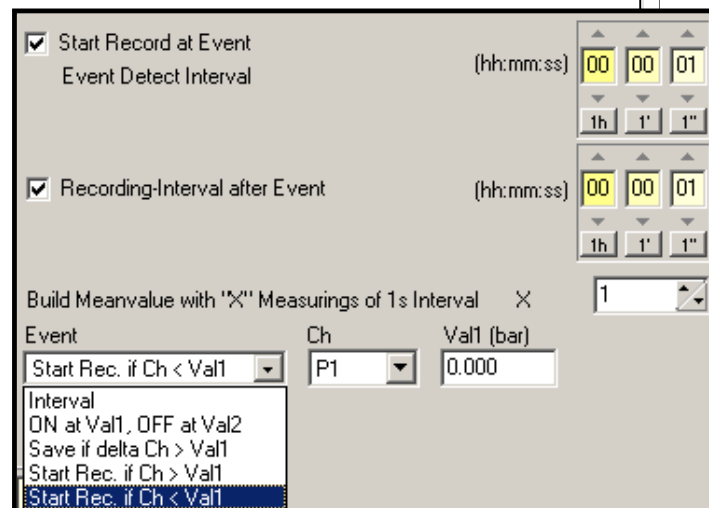 Start Record at Event
Event Detect Interval
(hh:mm:ss)
00 00 01
1h 1' 1"
Recording-Interval after Event
(hh:mm:ss)
00 00 01
1h 1' 1"
Build Meanvalue with "X" Measurings of 1s Interval X
1
Event Ch Val1 (bar)
Start Rec. if Ch < Val1 P1 0.000
Interval
ON at Val1, OFF at Val2
Save if delta Ch > Val1
Start Rec. if Ch > Val1
Start Rec. if Ch < Val1